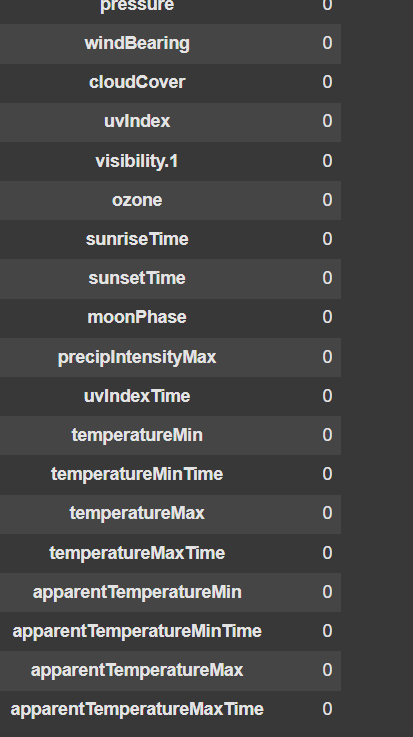 pressure 0
windBearing 0
cloudCover 0
uvIndex 0
visibility.1 0
ozone 0
sunriseTime 0
sunsetTime 0
moonPhase 0
precipIntensityMax 0
uvIndexTime 0
temperatureMin 0
temperatureMinTime 0
temperatureMax 0
temperatureMaxTime 0
apparentTemperatureMin 0
apparentTemperatureMinTime 0
apparentTemperatureMax 0
apparentTemperatureMaxTime 0